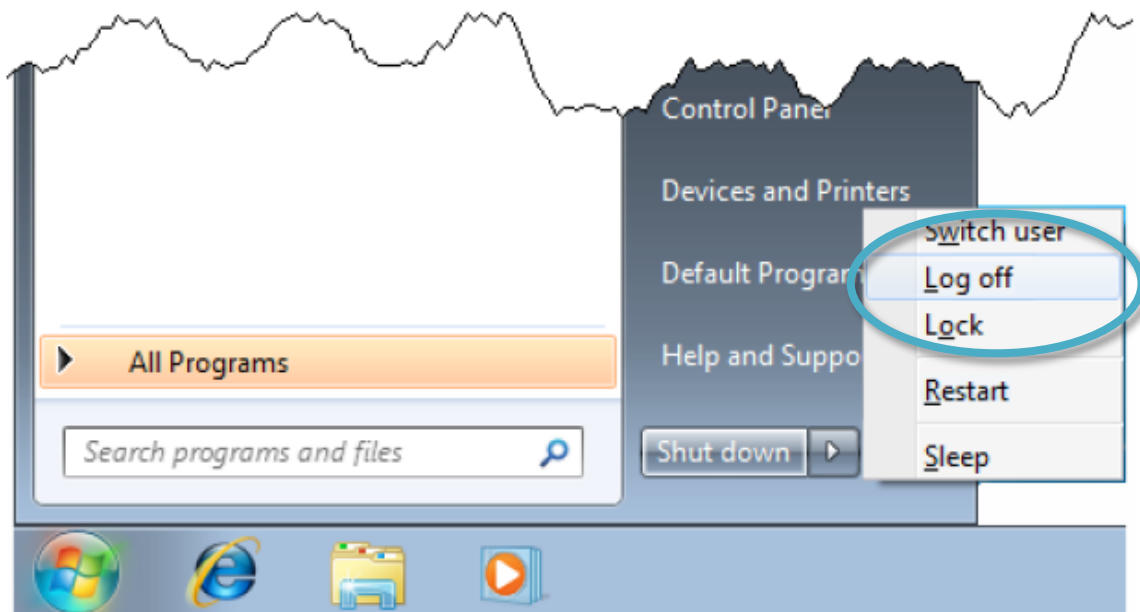 Control Panel
Devices and Printers
Switch user
Default Program
Log off
Lock
All Programs
Help and Suppo
Restart
Search programs and files
Shut down
Sleep